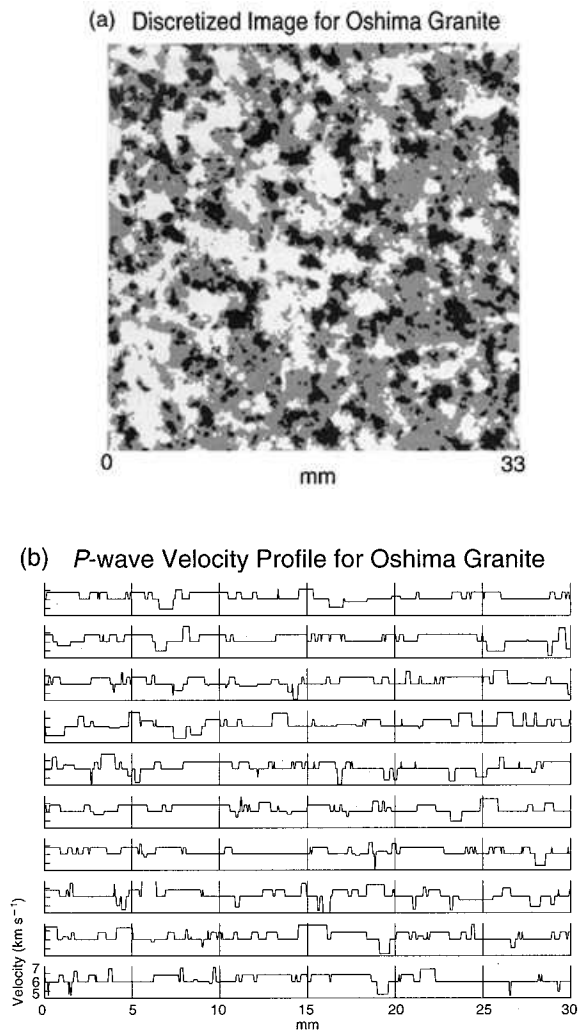 (a) Discretized Image for Oshima Granite
0 33
mm
(b) P-wave Velocity Profile for Oshima Granite
Velocity (km s⁻¹)
7
6
5
0 5 10 15 20 25 30
mm